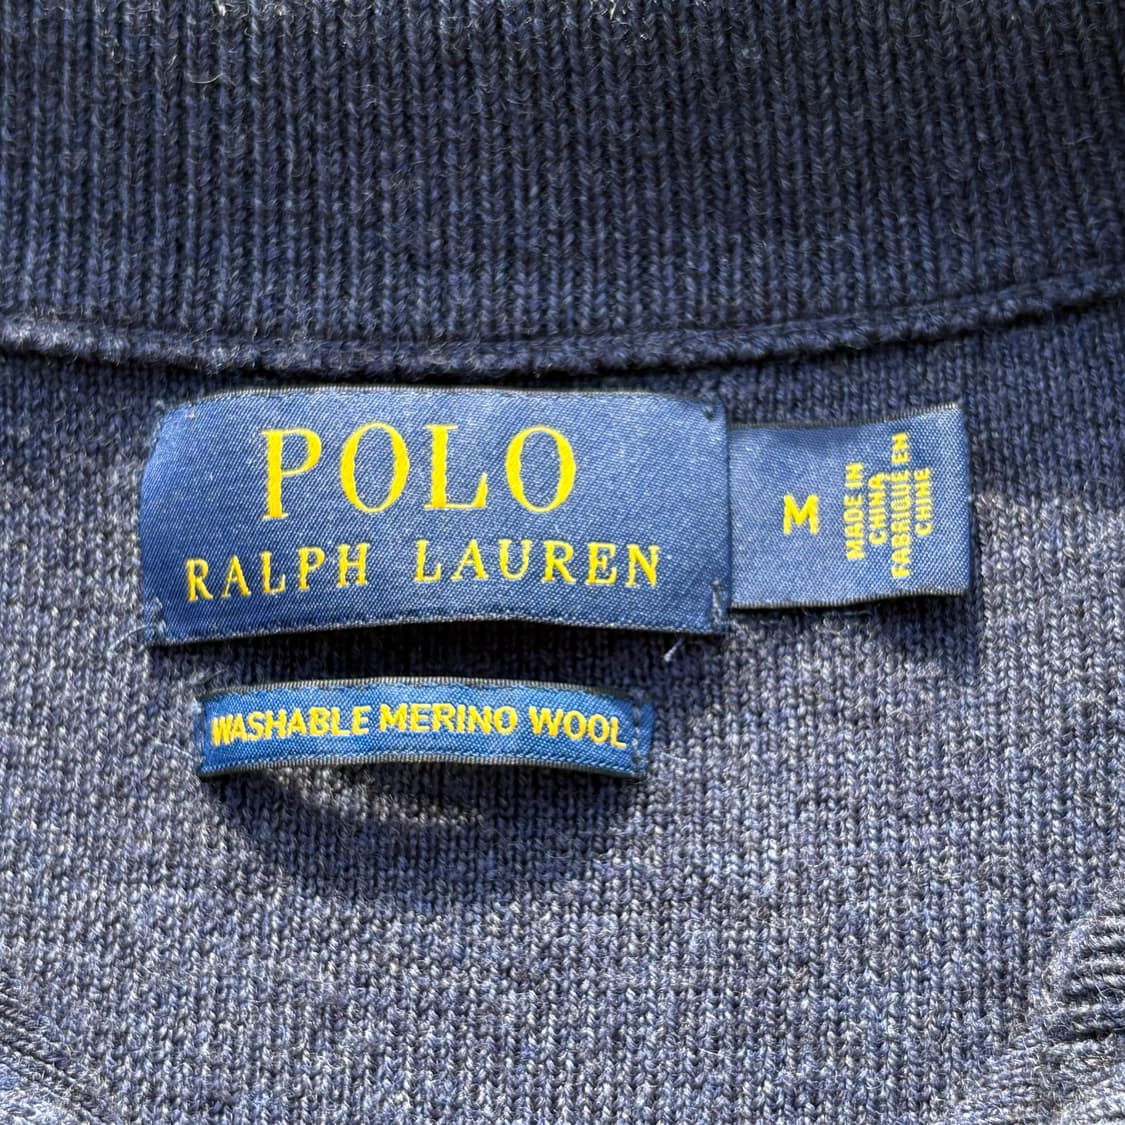 POLO
RALPH LAUREN
M
MADE IN
CHINA
FABRIQUÉ EN
CHINE
WASHABLE MERINO WOOL